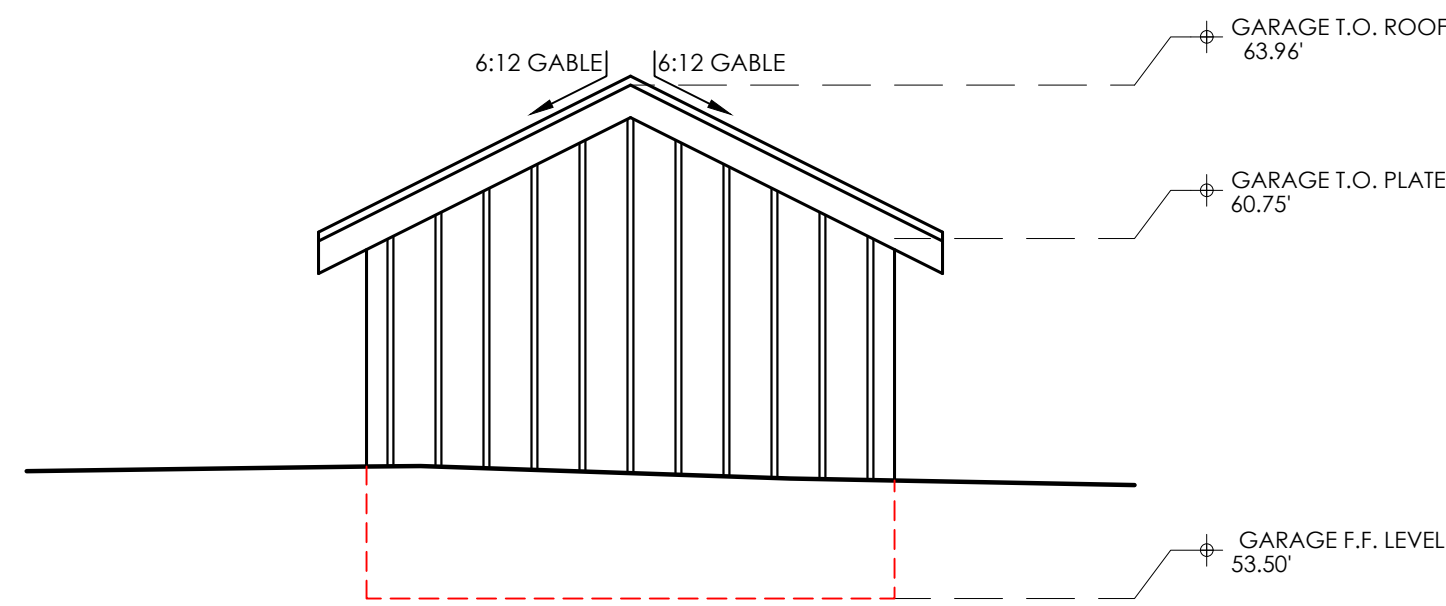 GARAGE T.O. ROOF
63.96'
6:12 GABLE
6:12 GABLE
GARAGE T.O. PLATE
60.75'
GARAGE F.F. LEVEL
53.50'